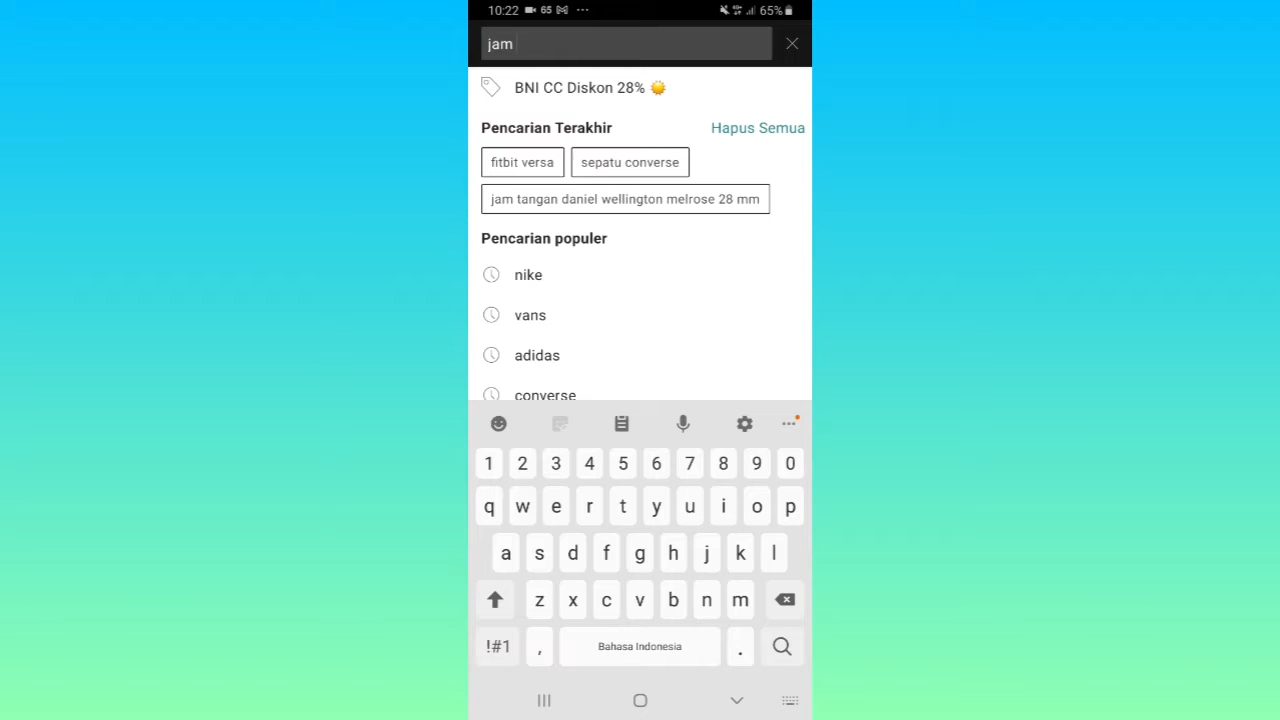 10:22 65 65%
jam
BNI CC Diskon 28%
Pencarian Terakhir Hapus Semua
fitbit versa sepatu converse
jam tangan daniel wellington melrose 28 mm
Pencarian populer
nike
vans
adidas
converse
1 2 3 4 5 6 7 8 9 0
q w e r t y u i o p
a s d f g h j k l
z x c v b n m
!#1 , Bahasa Indonesia .